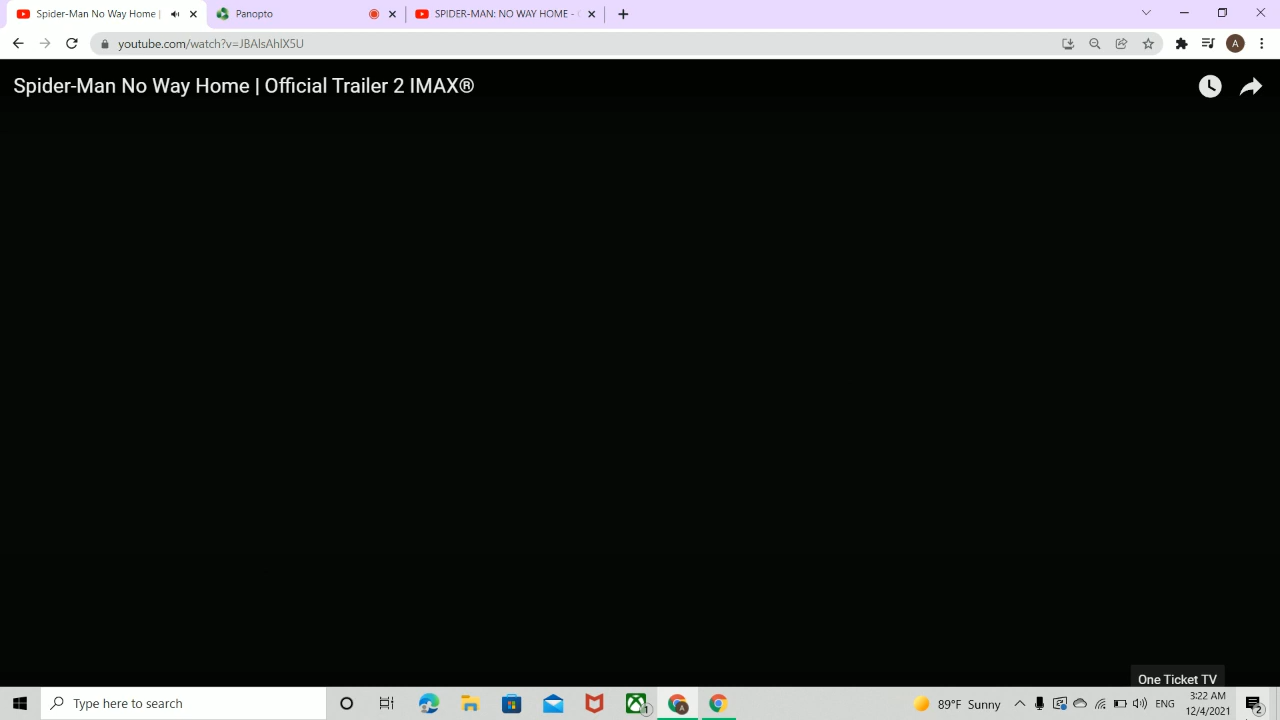 Spider-Man No Way Home |
Panopto
SPIDER-MAN: NO WAY HOME -
youtube.com/watch?v=JBAlsAhlX5U
A
Spider-Man No Way Home | Official Trailer 2 IMAX®
One Ticket TV
Type here to search
A
89°F Sunny
ENG
3:22 AM
12/4/2021
2